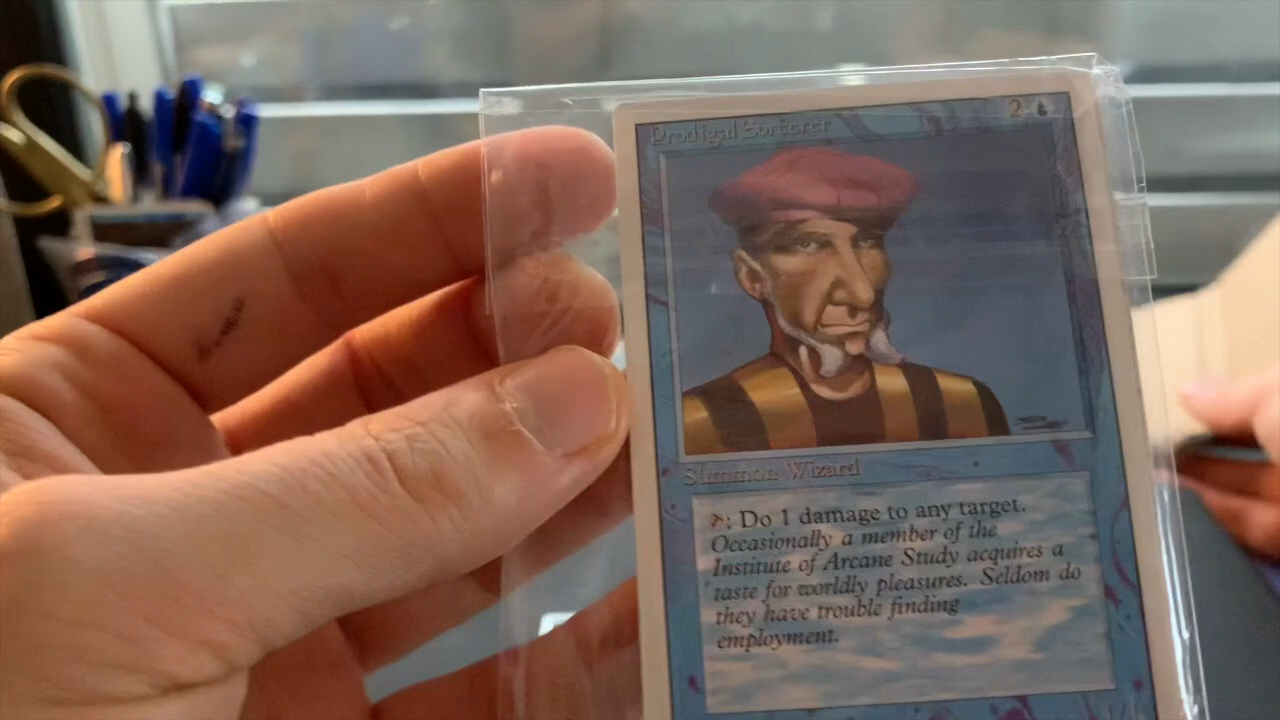 Prodigal Sorcerer
2
Summon Wizard
: Do 1 damage to any target.
Occasionally a member of the
Institute of Arcane Study acquires a
taste for worldly pleasures. Seldom do
they have trouble finding
employment.